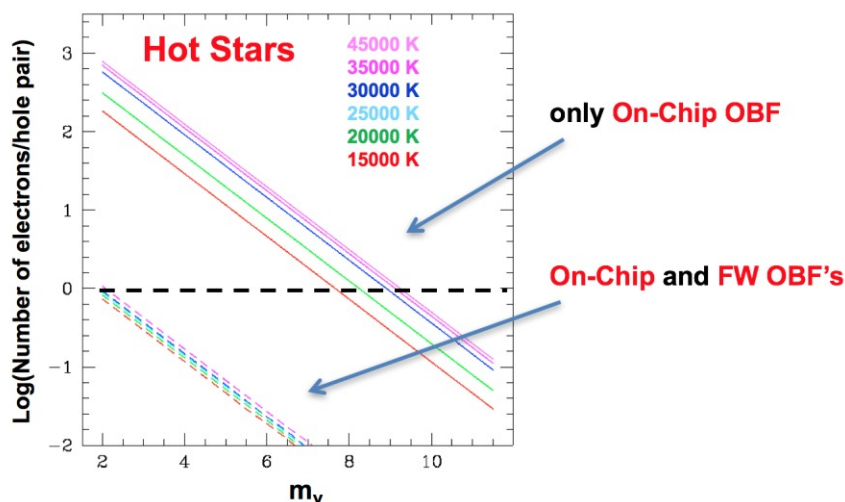 Hot Stars
45000 K
35000 K
30000 K
25000 K
20000 K
15000 K
only On-Chip OBF
On-Chip and FW OBF's
Log(Number of electrons/hole pair)
3
2
1
0
-1
-2
2
4
6
8
10
mv